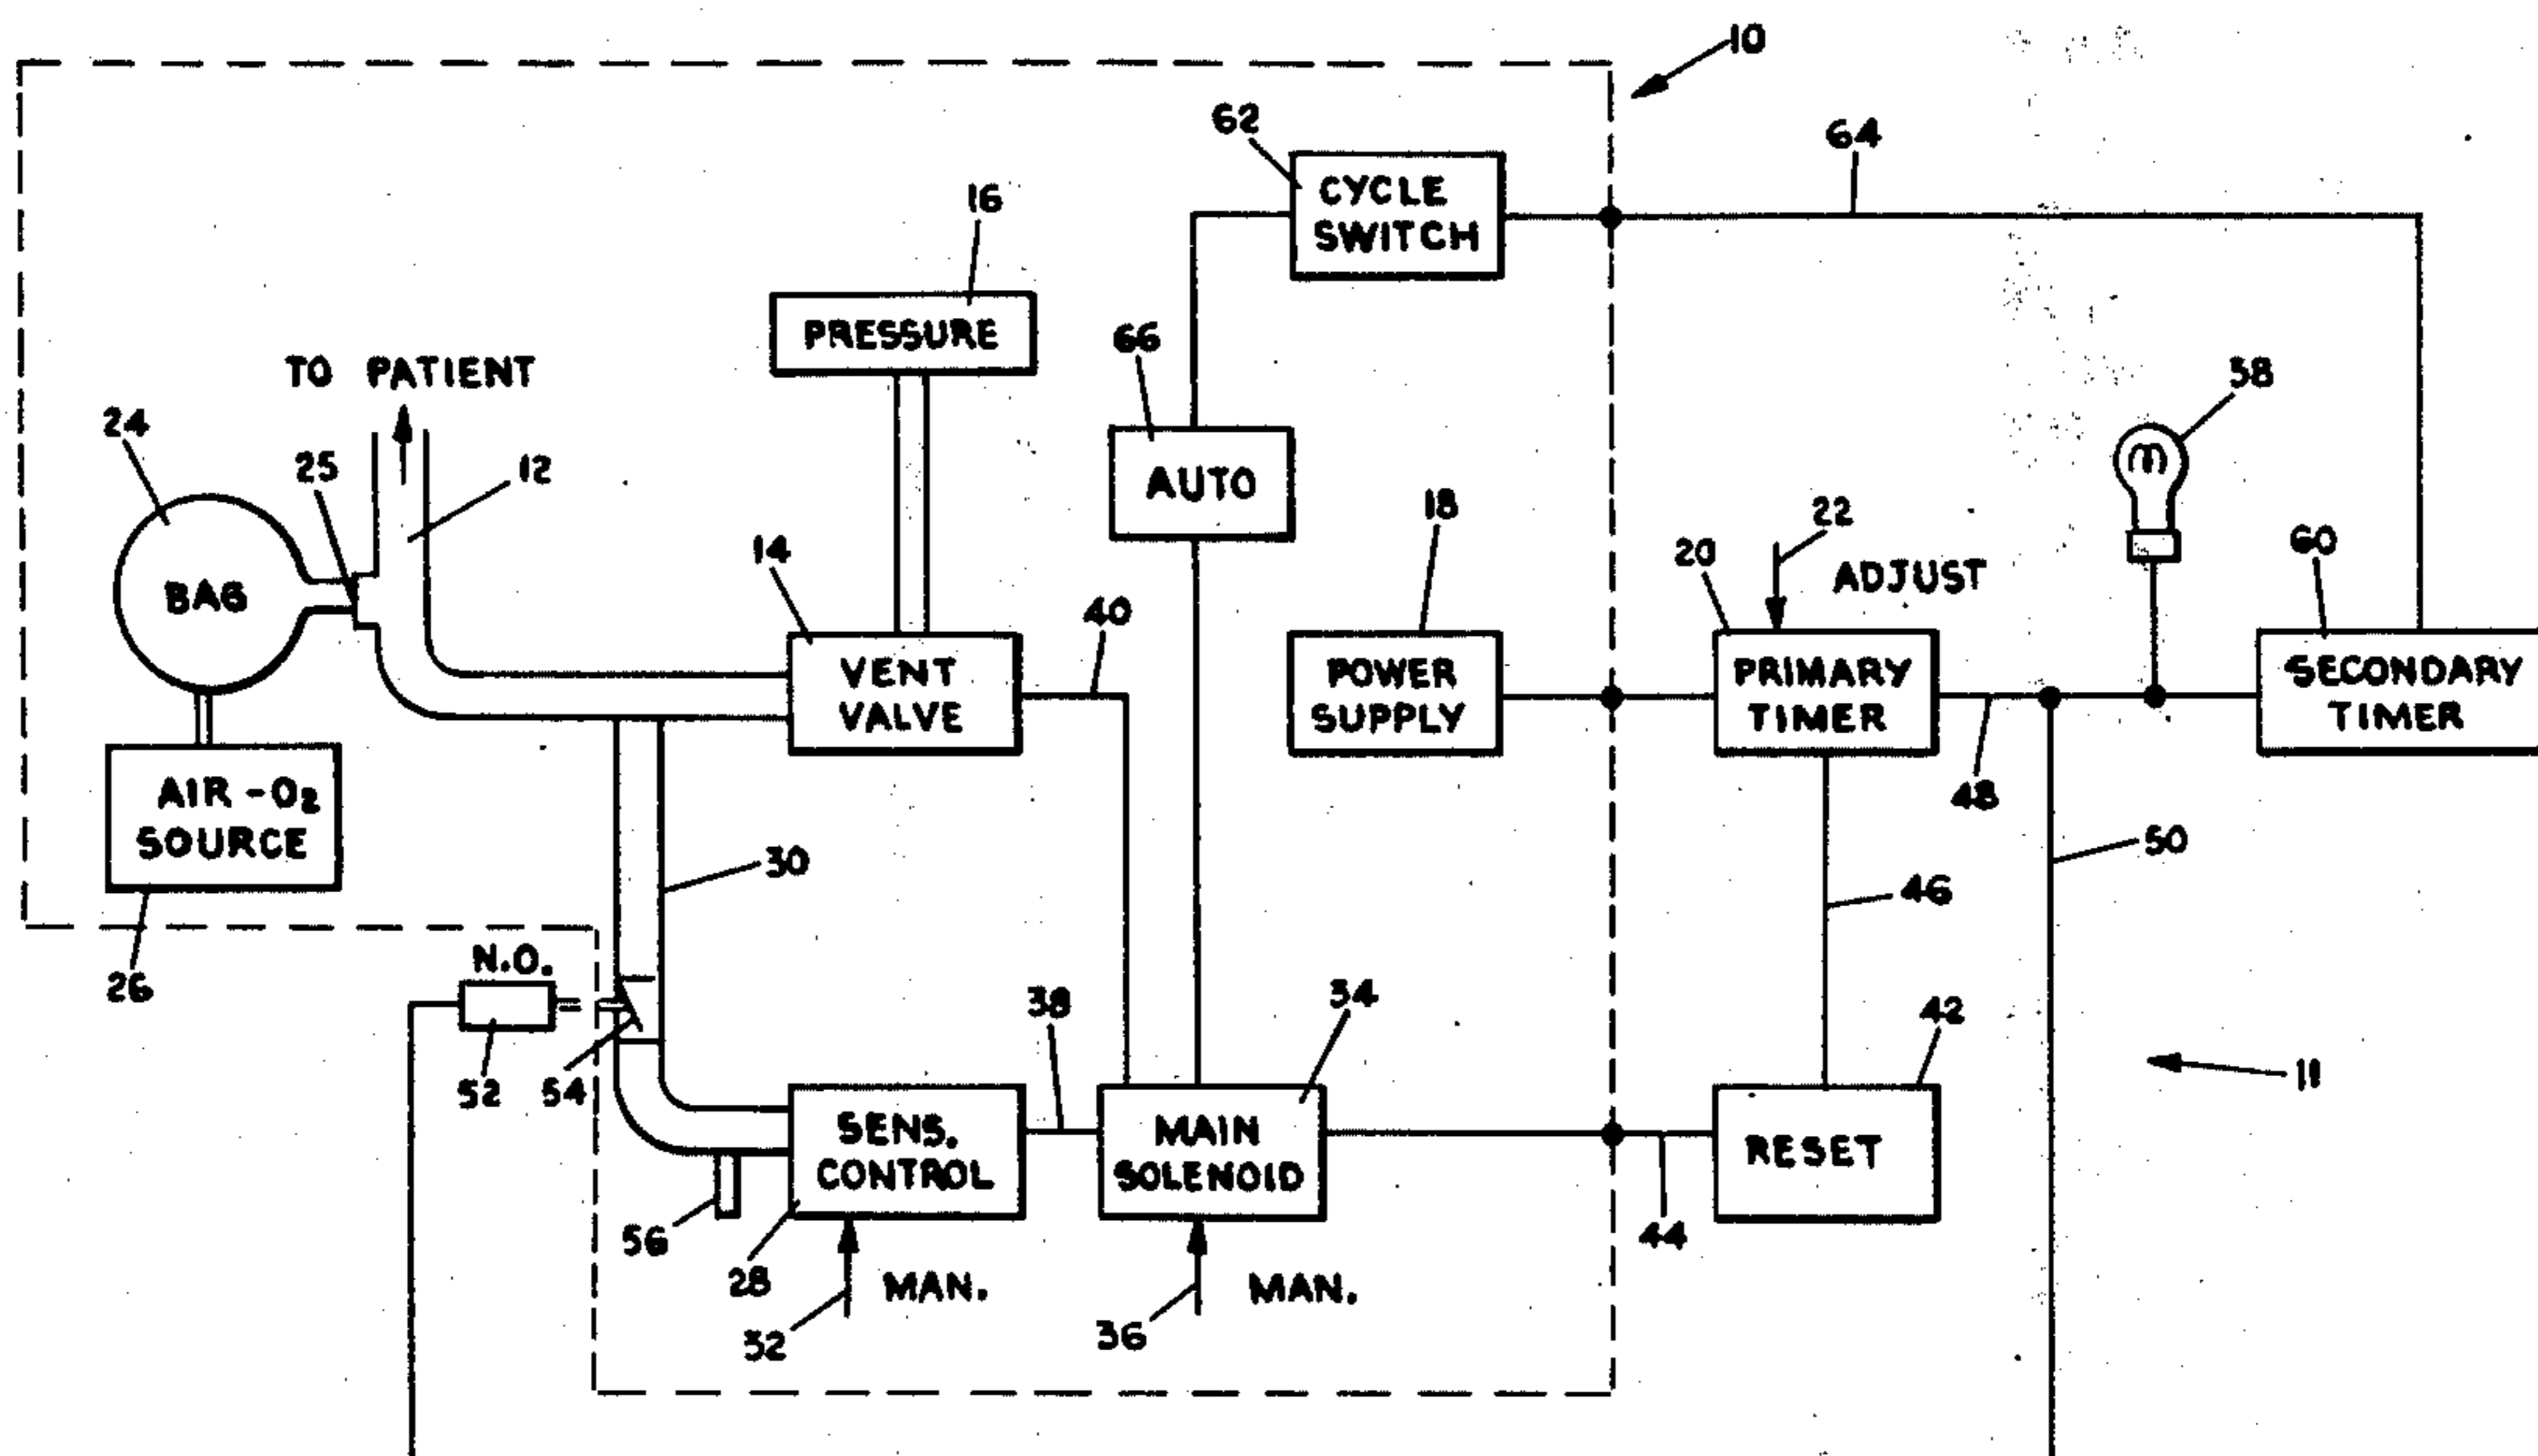 10
62
64
CYCLE
SWITCH
16
PRESSURE
66
TO PATIENT
58
24
25
12
AUTO
18
22
20
ADJUST
60
BAG
14
40
VENT
VALVE
POWER
SUPPLY
PRIMARY
TIMER
SECONDARY
TIMER
48
AIR-O2
SOURCE
50
30
46
26
N.O.
38
34
42
52
54
11
SENS.
CONTROL
MAIN
SOLENOID
RESET
56
44
28
MAN.
MAN.
32
36